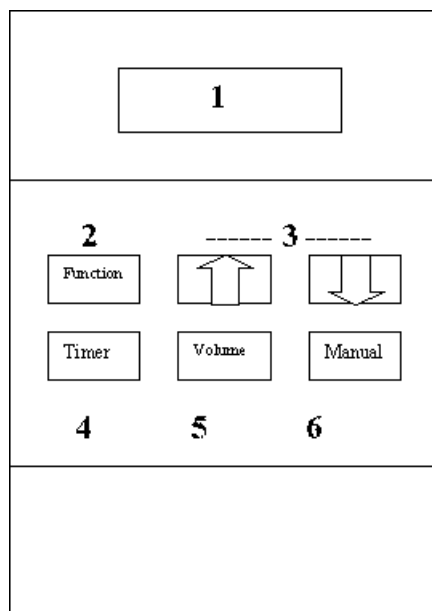 1
2 ------ 3 ------
Function
Timer Volume Manual
4 5 6